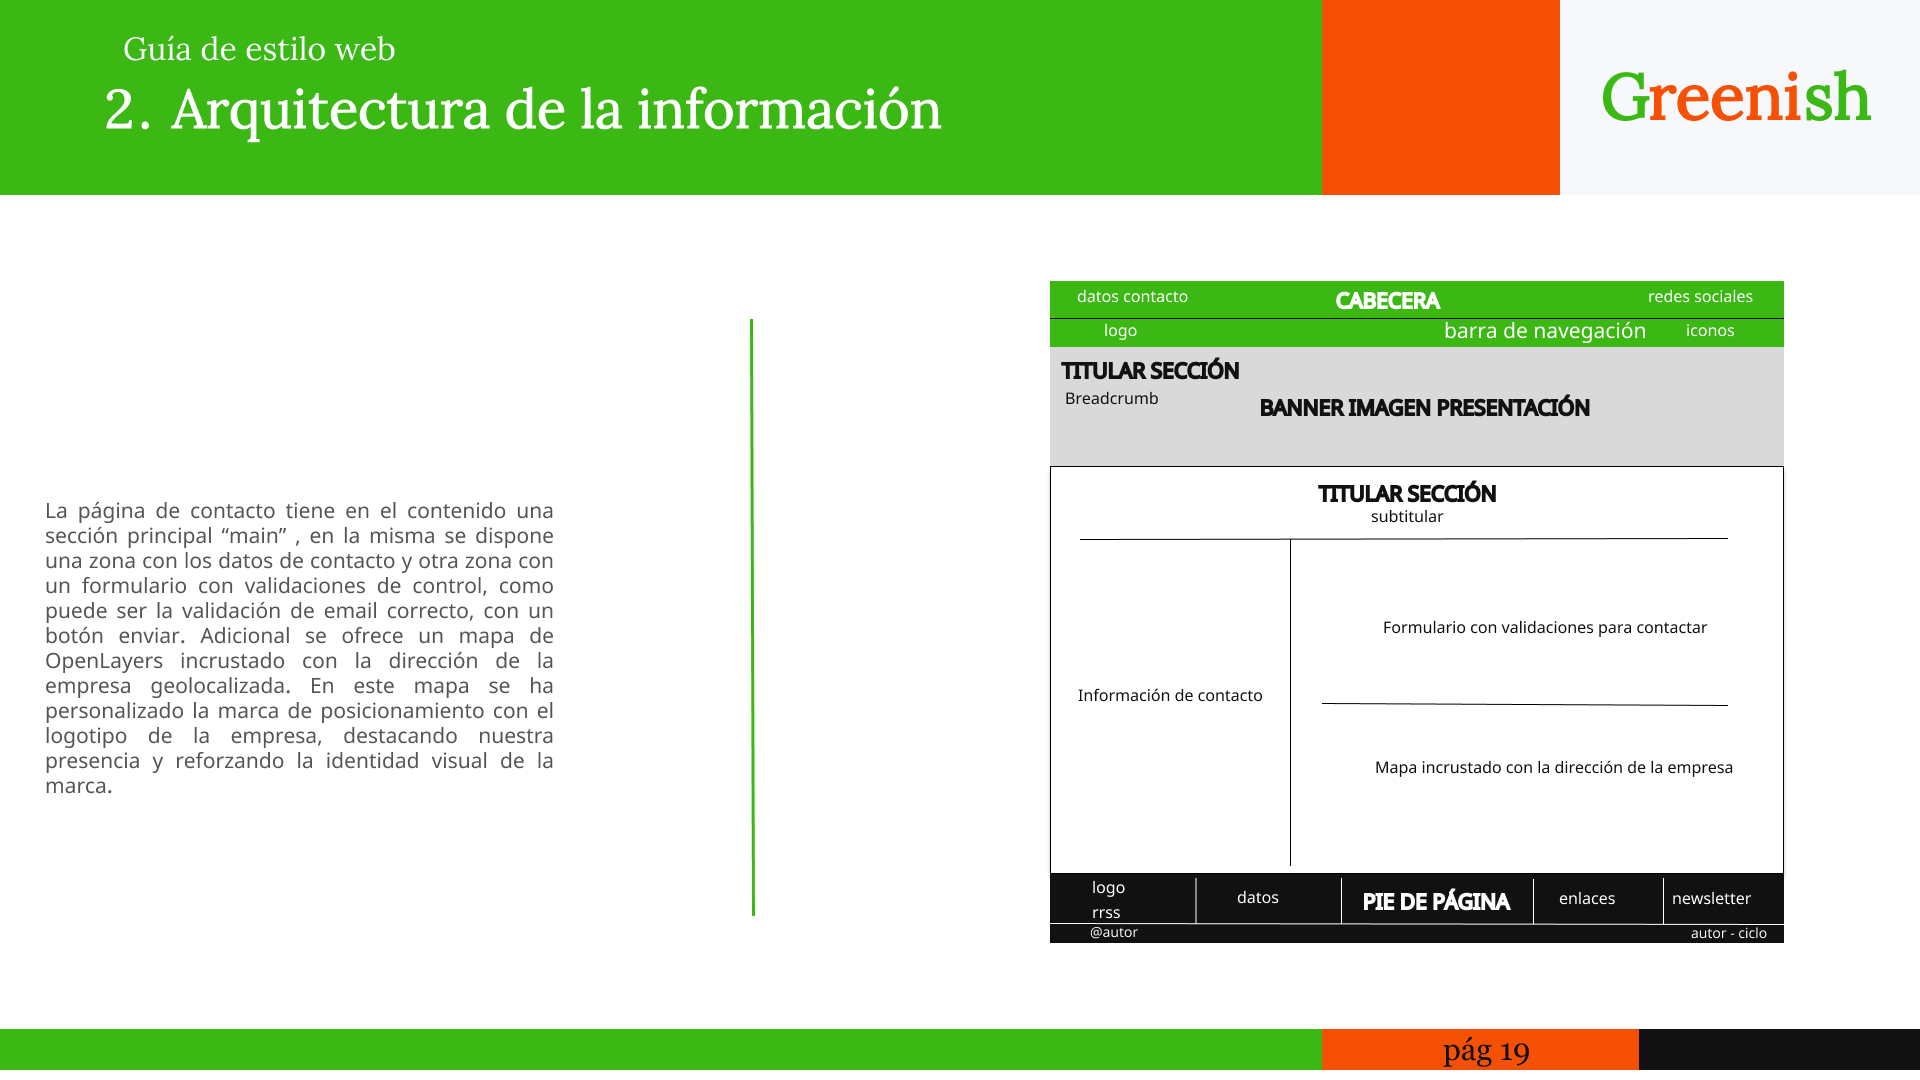 Guía de estilo web
2. Arquitectura de la información
Greenish
La página de contacto tiene en el contenido una
sección principal “main” , en la misma se dispone
una zona con los datos de contacto y otra zona con
un formulario con validaciones de control, como
puede ser la validación de email correcto, con un
botón enviar. Adicional se ofrece un mapa de
OpenLayers incrustado con la dirección de la
empresa geolocalizada. En este mapa se ha
personalizado la marca de posicionamiento con el
logotipo de la empresa, destacando nuestra
presencia y reforzando la identidad visual de la
marca.
datos contacto
CABECERA
redes sociales
logo
barra de navegación
iconos
TITULAR SECCIÓN
Breadcrumb
BANNER IMAGEN PRESENTACIÓN
TITULAR SECCIÓN
subtitular
Formulario con validaciones para contactar
Información de contacto
Mapa incrustado con la dirección de la empresa
logo
rrss
datos
PIE DE PÁGINA
enlaces
newsletter
@autor
autor - ciclo
pág 19